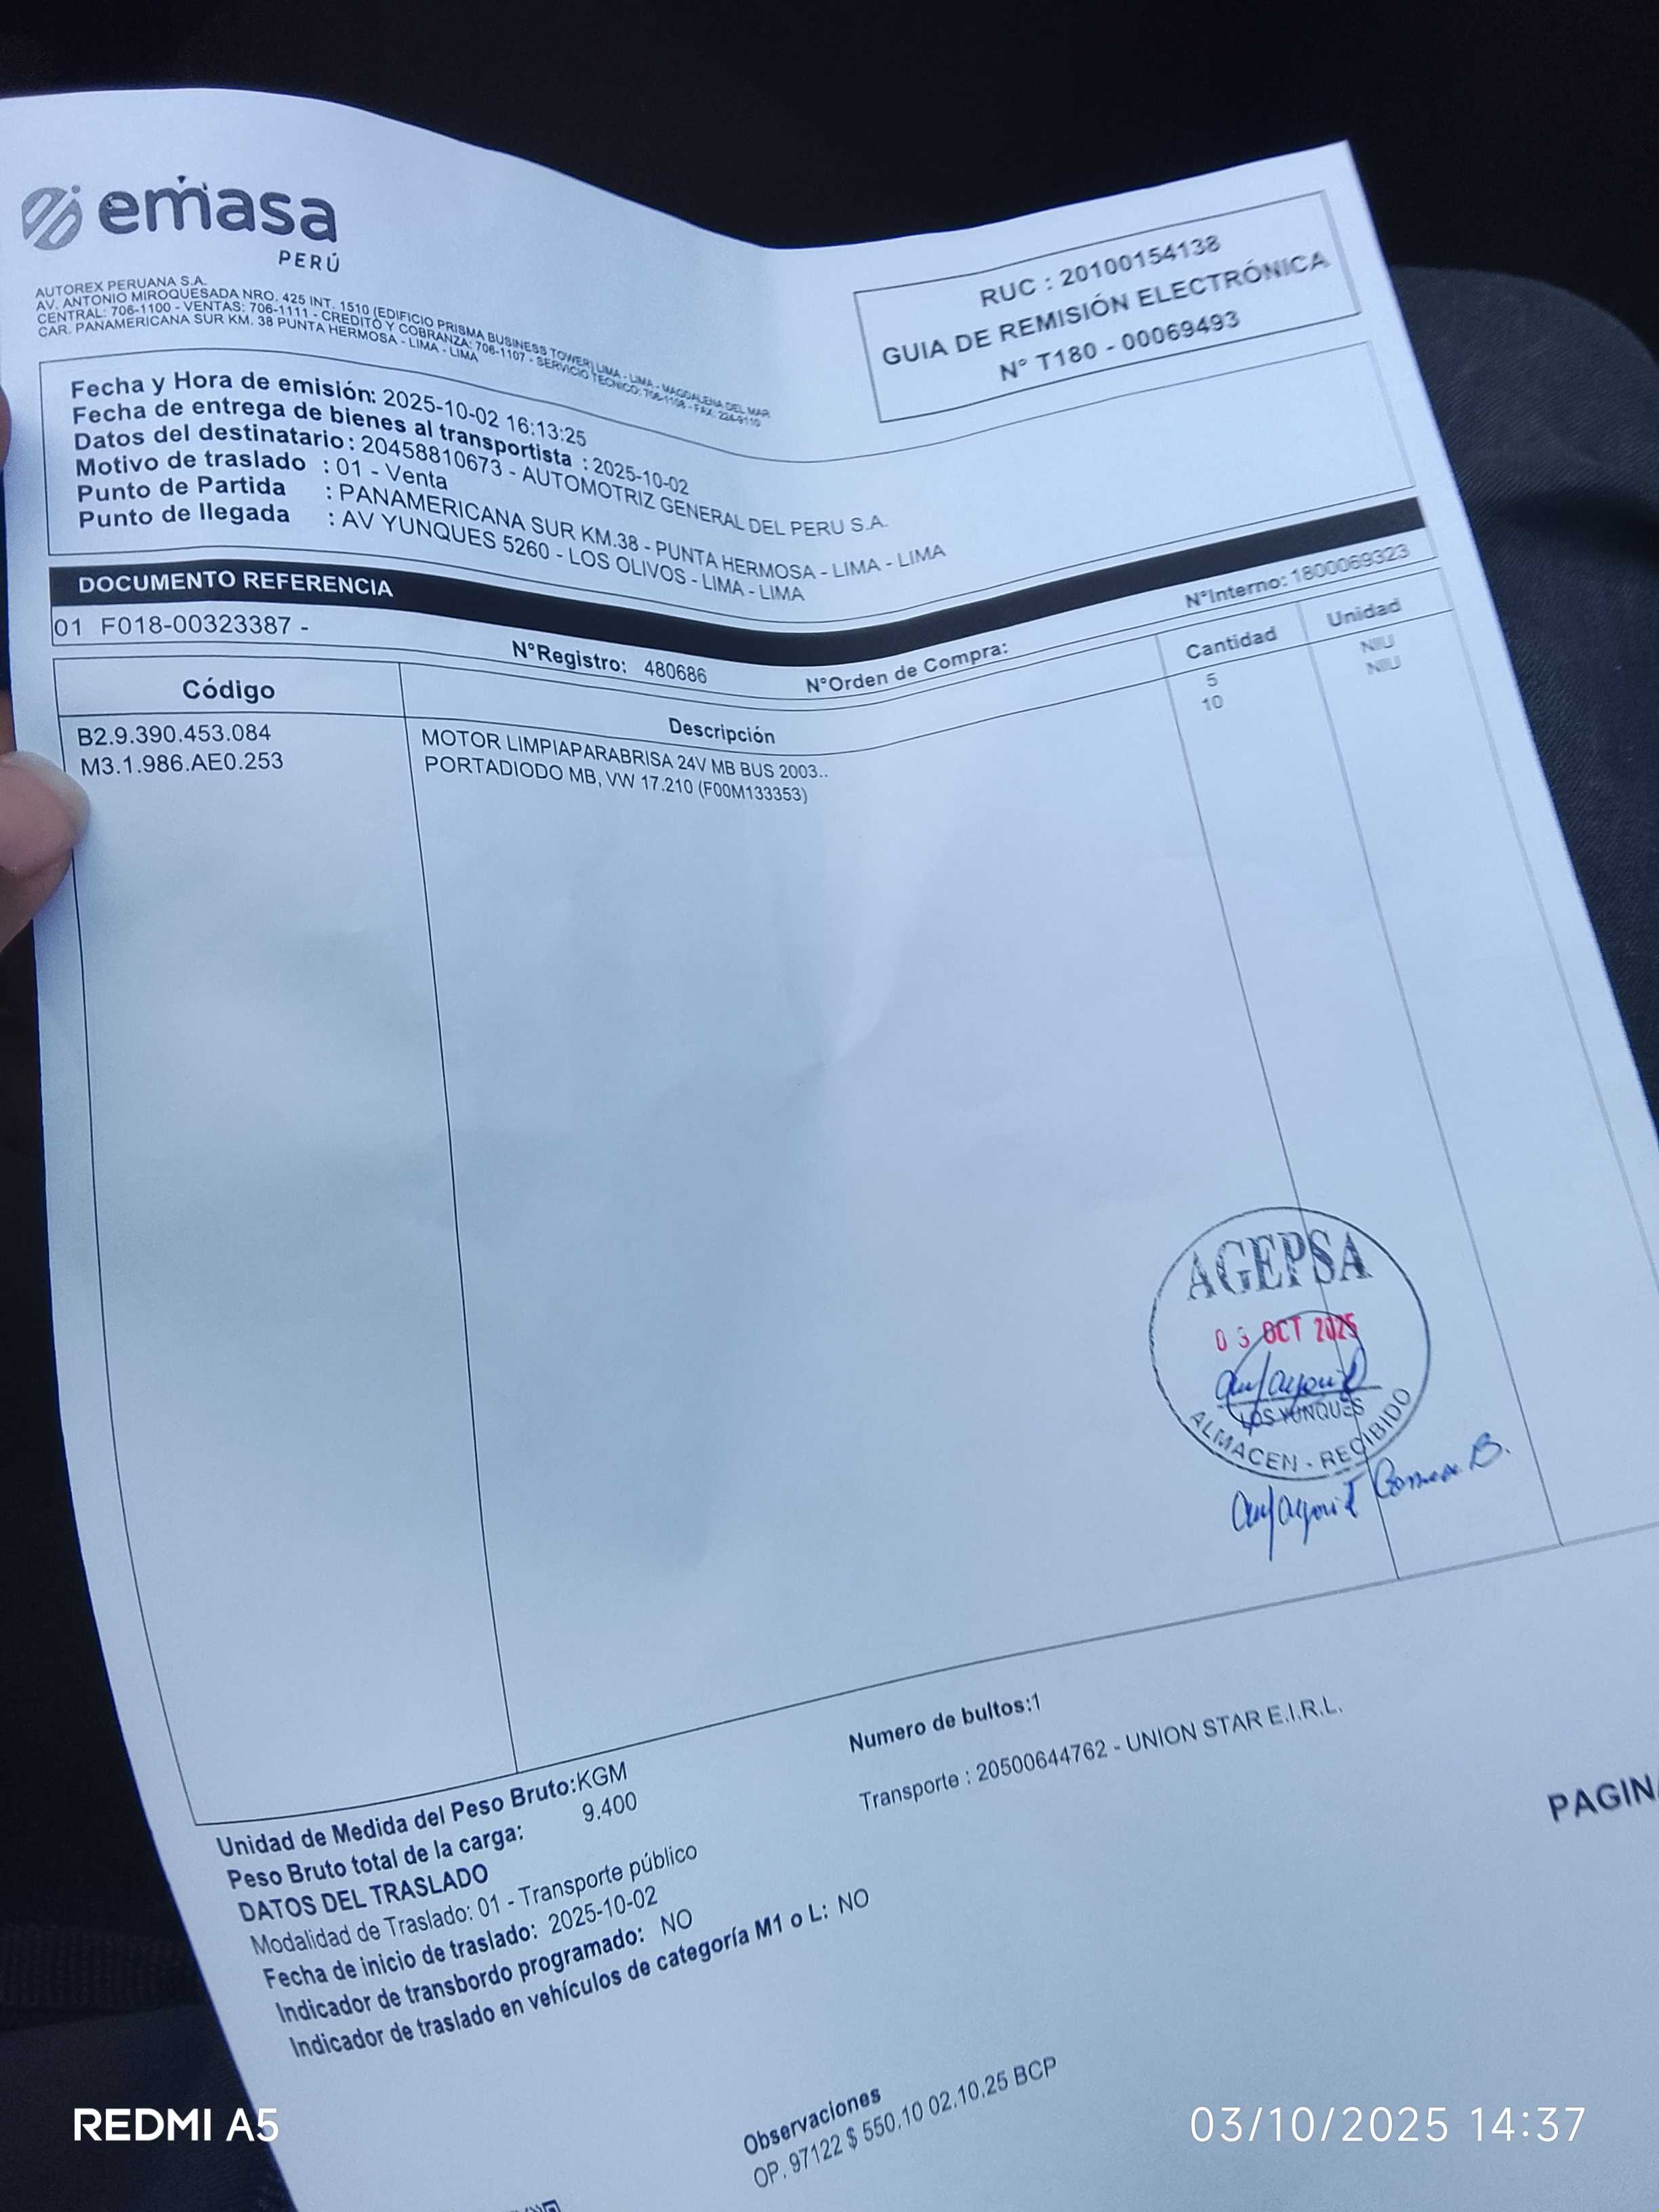 emasa
PERÚ
AUTOREX PERUANA S.A.
AV. ANTONIO MIROQUESADA NRO. 425 INT. 1510 (EDIFICIO PRISMA BUSINESS TOWER) LIMA - LIMA - MAGDALENA DEL MAR
CENTRAL: 706-1100 - VENTAS: 706-1111 - CREDITO Y COBRANZA: 706-1107 - SERVICIO TECNICO: 706-1108 - FAX: 224-9110
CAR. PANAMERICANA SUR KM. 38 PUNTA HERMOSA - LIMA - LIMA
RUC : 20100154138
GUIA DE REMISIÓN ELECTRÓNICA
N° T180 - 00069493
Fecha y Hora de emisión: 2025-10-02 16:13:25
Fecha de entrega de bienes al transportista : 2025-10-02
Datos del destinatario : 20458810673 - AUTOMOTRIZ GENERAL DEL PERU S.A.
Motivo de traslado : 01 - Venta
Punto de Partida : PANAMERICANA SUR KM.38 - PUNTA HERMOSA - LIMA - LIMA
Punto de llegada : AV YUNQUES 5260 - LOS OLIVOS - LIMA - LIMA
DOCUMENTO REFERENCIA
01 F018-00323387 -
N°Registro: 480686
N°Orden de Compra:
N°Interno: 1800069323
Código Descripción Cantidad Unidad
B2.9.390.453.084 MOTOR LIMPIAPARABRISA 24V MB BUS 2003.. 5 NIU
M3.1.986.AE0.253 PORTADIODO MB, VW 17.210 (F00M133353) 10 NIU
AGEPSA
03 OCT 2025
LOS YUNQUES
ALMACEN - RECIBIDO
Unidad de Medida del Peso Bruto:KGM
Peso Bruto total de la carga: 9.400
Numero de bultos:1
Transporte : 20500644762 - UNION STAR E.I.R.L.
PAGIN
DATOS DEL TRASLADO
Modalidad de Traslado: 01 - Transporte público
Fecha de inicio de traslado: 2025-10-02
Indicador de transbordo programado: NO
Indicador de traslado en vehículos de categoría M1 o L: NO
Observaciones
OP. 97122 $ 550.10 02.10.25 BCP
REDMI A5
03/10/2025 14:37